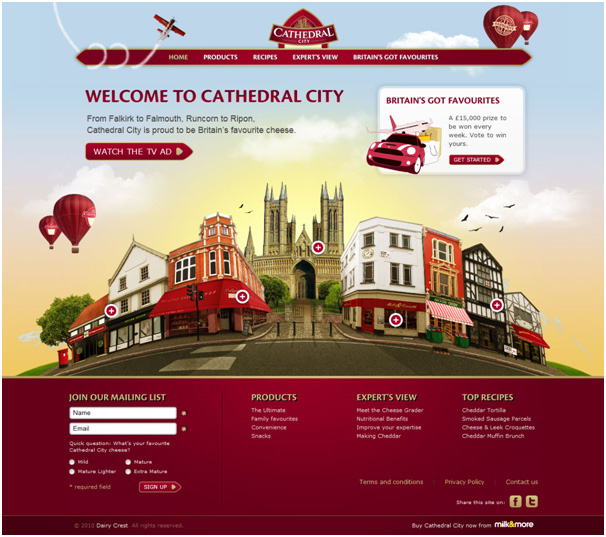 CATHEDRAL
CITY
HOME PRODUCTS RECIPES EXPERT'S VIEW BRITAIN'S GOT FAVOURITES
WELCOME TO CATHEDRAL CITY
From Falkirk to Falmouth, Runcorn to Ripon,
Cathedral City is proud to be Britain's favourite cheese.
WATCH THE TV AD
BRITAIN'S GOT FAVOURITES
A £15,000 prize to
be won every
week. Vote to win
yours.
GET STARTED
JOIN OUR MAILING LIST
Name
Email
Quick question: What's your favourite
Cathedral City cheese?
Mild Mature
Mature Lighter Extra Mature
* required field
SIGN UP
PRODUCTS
The Ultimate
Family favourites
Convenience
Snacks
EXPERT'S VIEW
Meet the Cheese Grader
Nutritional Benefits
Improve your expertise
Making Cheddar
TOP RECIPES
Cheddar Tortilla
Smoked Sausage Parcels
Cheese & Leek Croquettes
Cheddar Muffin Brunch
Terms and conditions | Privacy Policy | Contact us
Share this site on:
© 2010 Dairy Crest. All rights reserved.
Buy Cathedral City now from milk&more